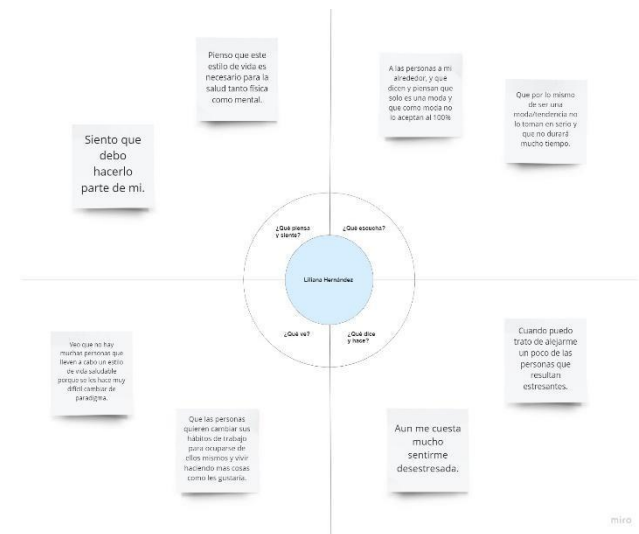 Pienso que este
estilo de vida es
necesario para la
salud tanto física
como mental.
Siento que
debo
hacerlo
parte de mi.
A las personas a mi
alrededor, y que
dicen y piensan que
solo es una moda y
que como moda
no lo aceptan al 100%
Que por lo mismo
de ser una
moda/tendencia no
lo toman en serio y
que no durará
mucho tiempo.
¿Qué piensa
y siente?
¿Qué escucha?
Liliana Hernández
¿Qué ve?
¿Qué dice
y hace?
Veo que no hay
muchas personas que
lleven a cabo un estilo
de vida saludable
porque se les hace muy
difícil cambiar de
paradigma.
Que las personas
quieren cambiar sus
hábitos de trabajo
para ocuparse de
ellos mismos y vivir
haciendo mas cosas
como les gustaría.
Cuando puedo
trato de alejarme
un poco de las
personas que
resultan
estresantes.
Aun me cuesta
mucho
sentirme
desestresada.
miro